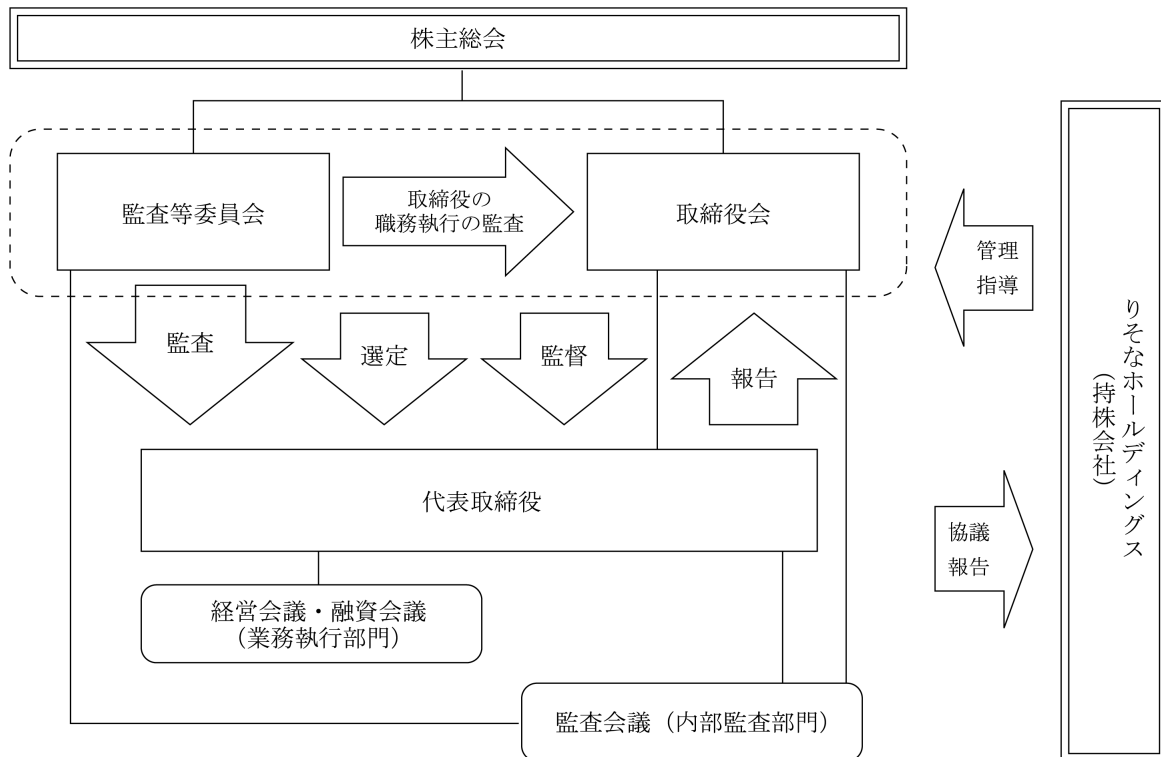 株主総会
監査等委員会
取締役の
職務執行の監査
取締役会
管理
指導
監査
選定
監督
報告
りそなホールディングス
（持株会社）
代表取締役
協議
報告
経営会議・融資会議
（業務執行部門）
監査会議（内部監査部門）